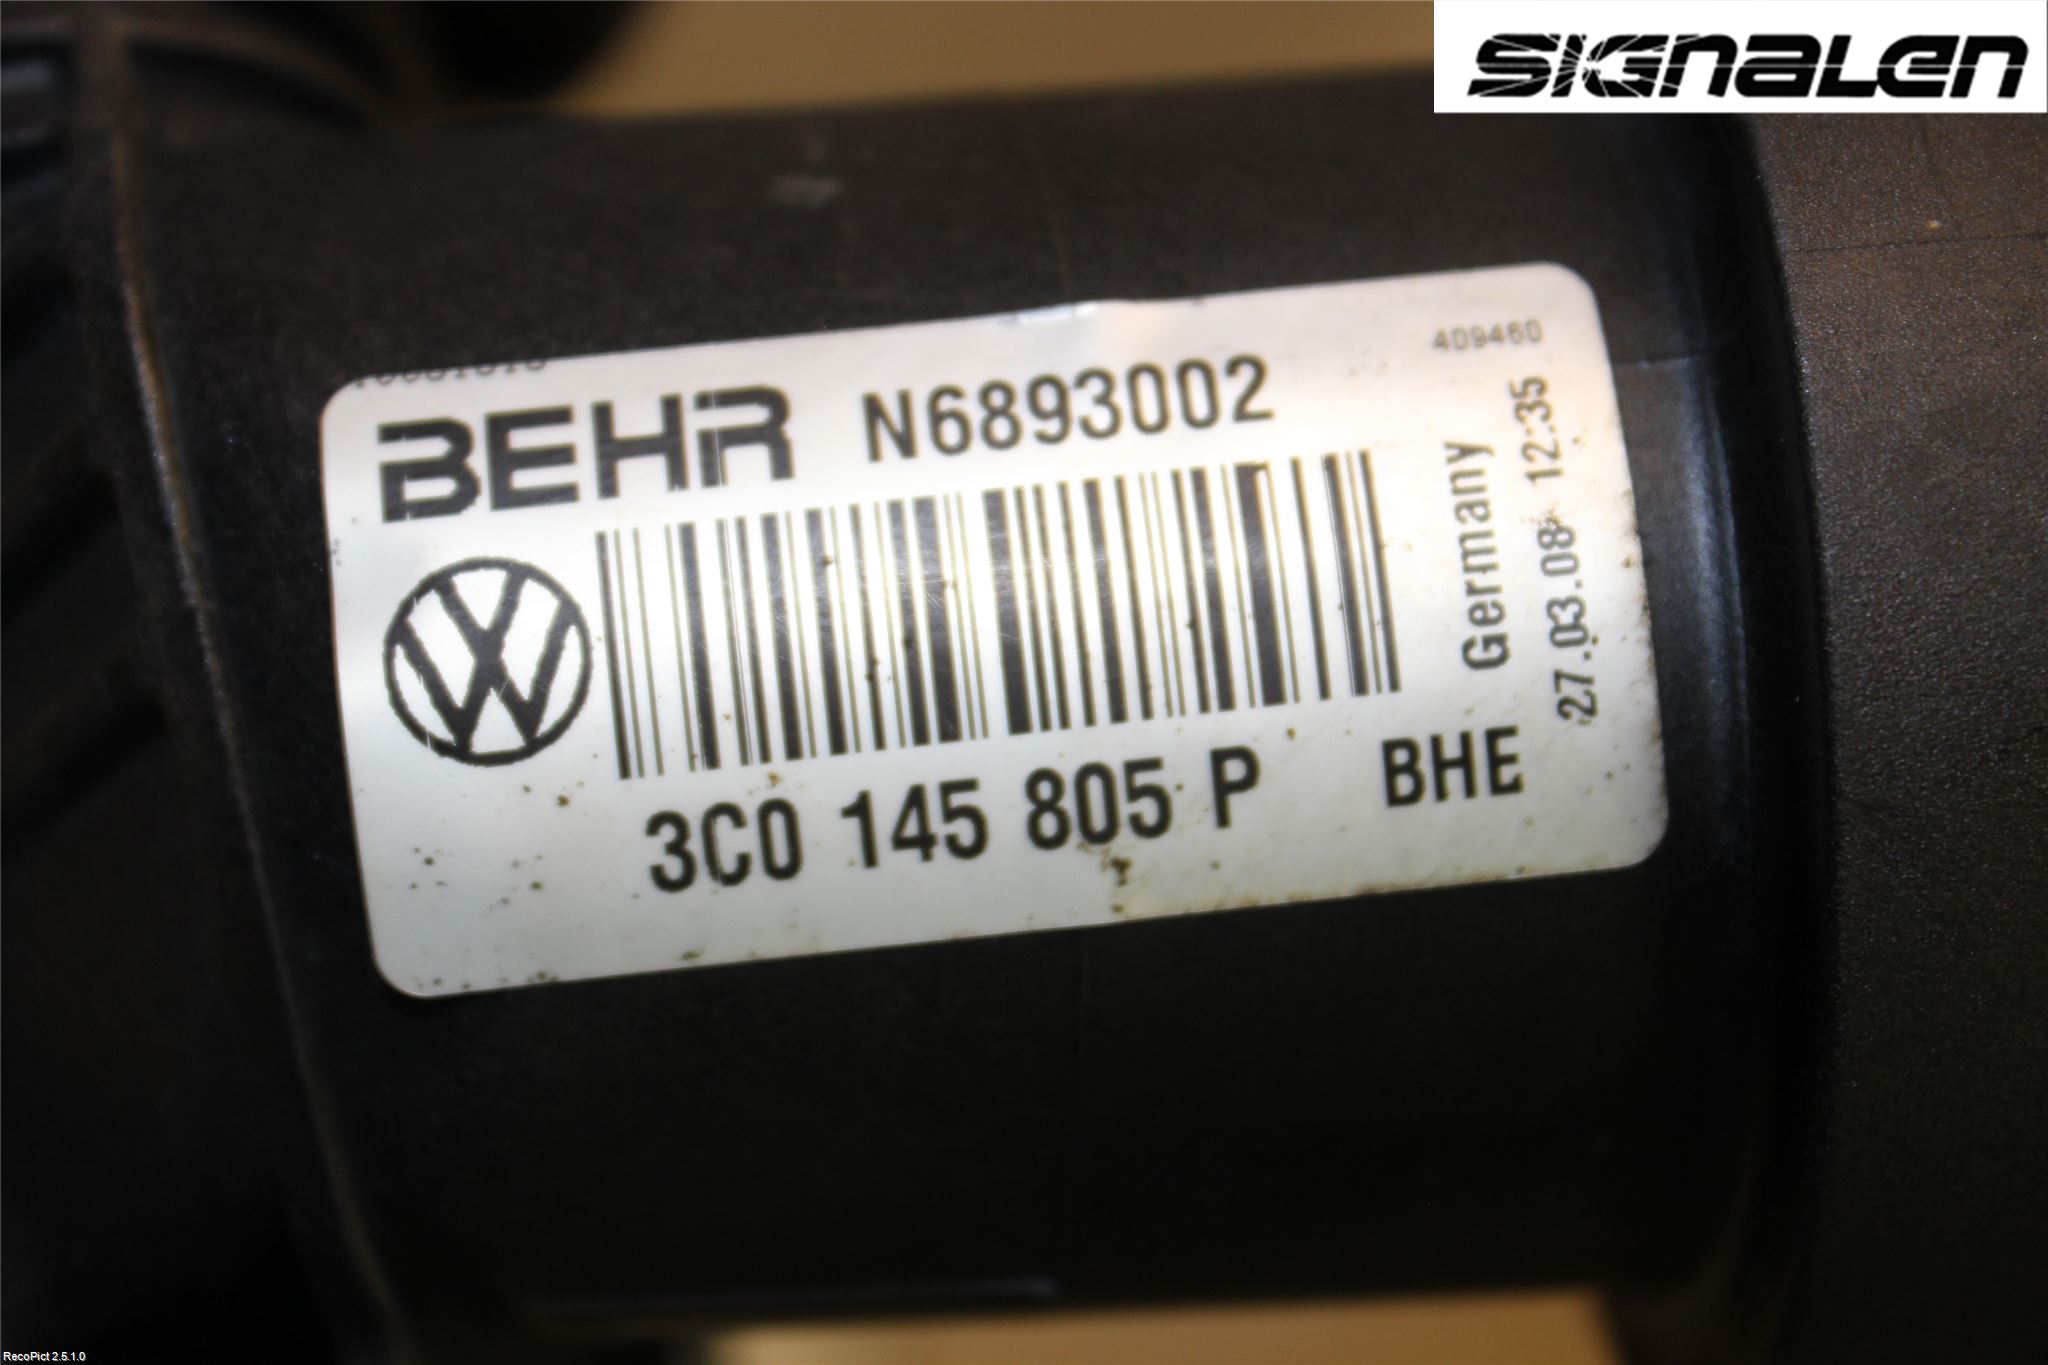 SIGNALEN
409460
BEHR N6893002
Germany
27.03.08 12:35
3C0 145 805 P BHE
RecoPict 2.5.1.0